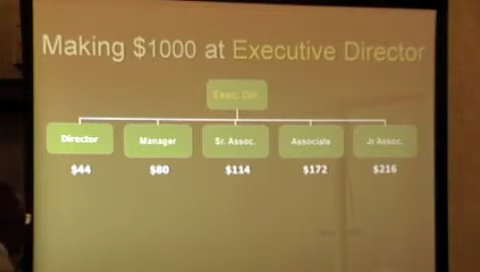 Making $1000 at Executive Director
Exec. Dir.
Director Manager Sr. Assoc. Associate Jr Assoc.
$44 $80 $114 $172 $216